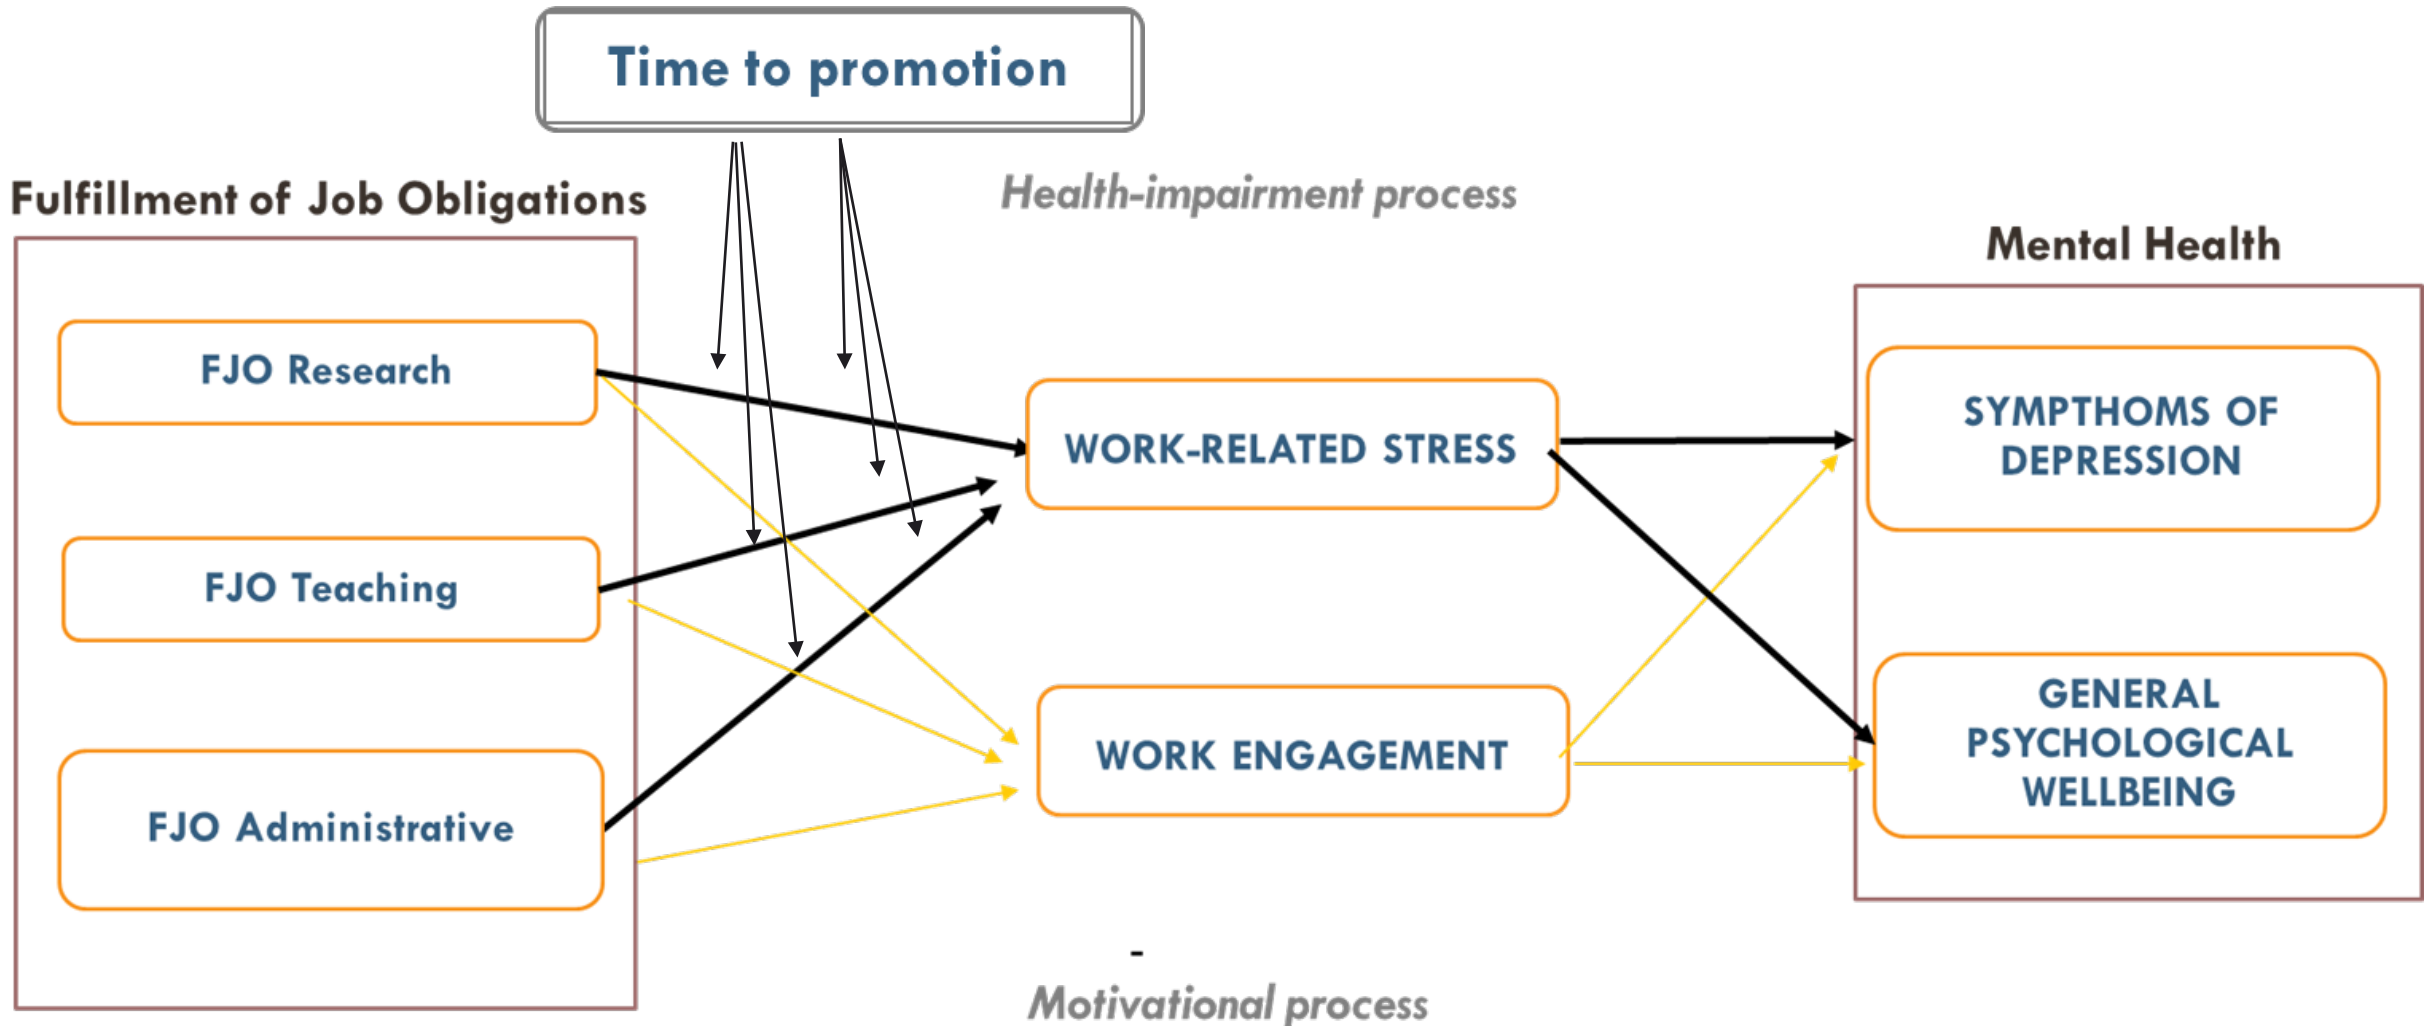 Time to promotion
Health-impairment process
Fulfillment of Job Obligations
Mental Health
FJO Research
FJO Teaching
FJO Administrative
WORK-RELATED STRESS
WORK ENGAGEMENT
SYMPTHOMS OF
DEPRESSION
GENERAL
PSYCHOLOGICAL
WELLBEING
-
Motivational process